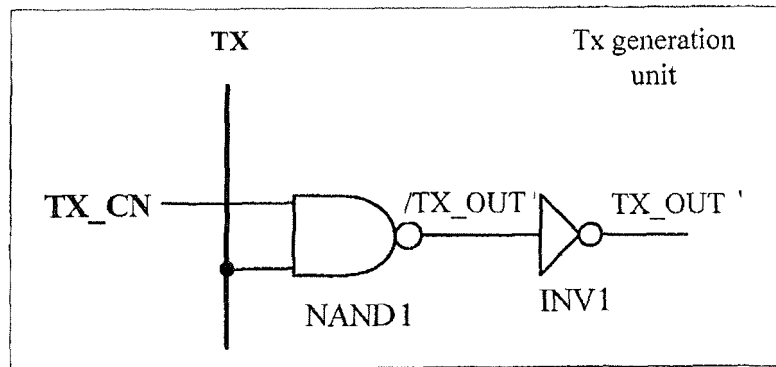 TX
Tx generation
unit
TX_CN
/TX_OUT '
TX_OUT '
NAND1
INV1